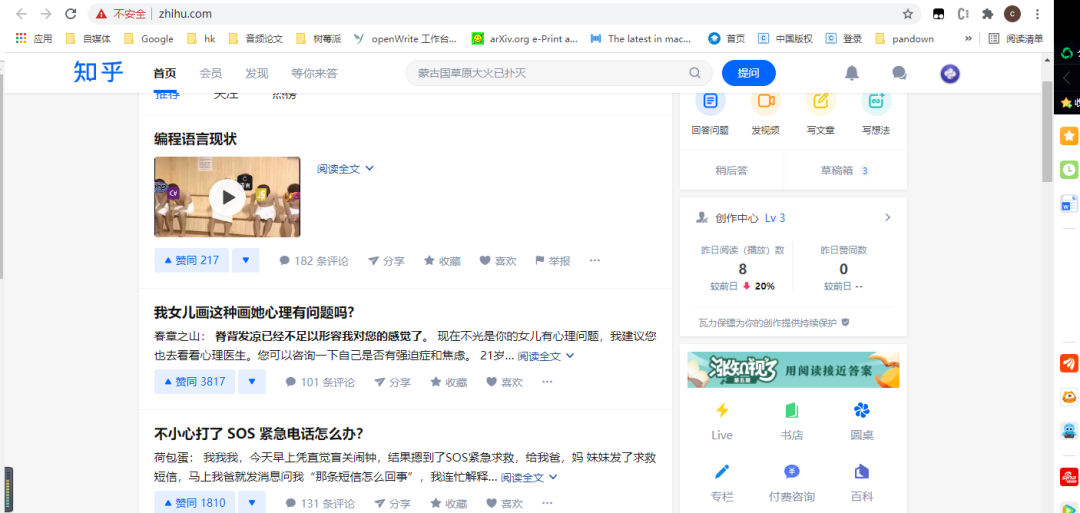 不安全 | zhihu.com
应用 自媒体 Google hk 音频论文 树莓派 openWrite 工作台... arXiv.org e-Print a... The latest in mac... 首页 中国版权 登录 pandown » 阅读清单
知乎 首页 会员 发现 等你来答 蒙古国草原大火已扑灭 提问
推荐 关注 热榜
编程语言现状
阅读全文
赞同 217 182 条评论 分享 收藏 喜欢 举报 ···
我女儿画这种画她心理有问题吗?
春章之山： 脊背发凉已经不足以形容我对您的感觉了。 现在不光是你的女儿有心理问题，我建议您
也去看看心理医生。您可以咨询一下自己是否有强迫症和焦虑。 21岁... 阅读全文
赞同 3817 101 条评论 分享 收藏 喜欢 ···
不小心打了 SOS 紧急电话怎么办?
荷包蛋： 我我我，今天早上凭直觉盲关闹钟，结果摁到了SOS紧急求救，给我爸，妈 妹妹发了求救
短信，马上我爸就发消息问我“那条短信怎么回事”，我连忙解释... 阅读全文
赞同 1810 131 条评论 分享 收藏 喜欢 ···
回答问题 发视频 写文章 写想法
稍后答 草稿箱 3
创作中心 Lv 3
昨日阅读（播放）数 昨日赞同数
8 0
较前日 20% 较前日 --
瓦力保镖为你的创作提供持续保护
涨知视了 第五期 用阅读接近答案
Live 书店 圆桌
专栏 付费咨询 百科